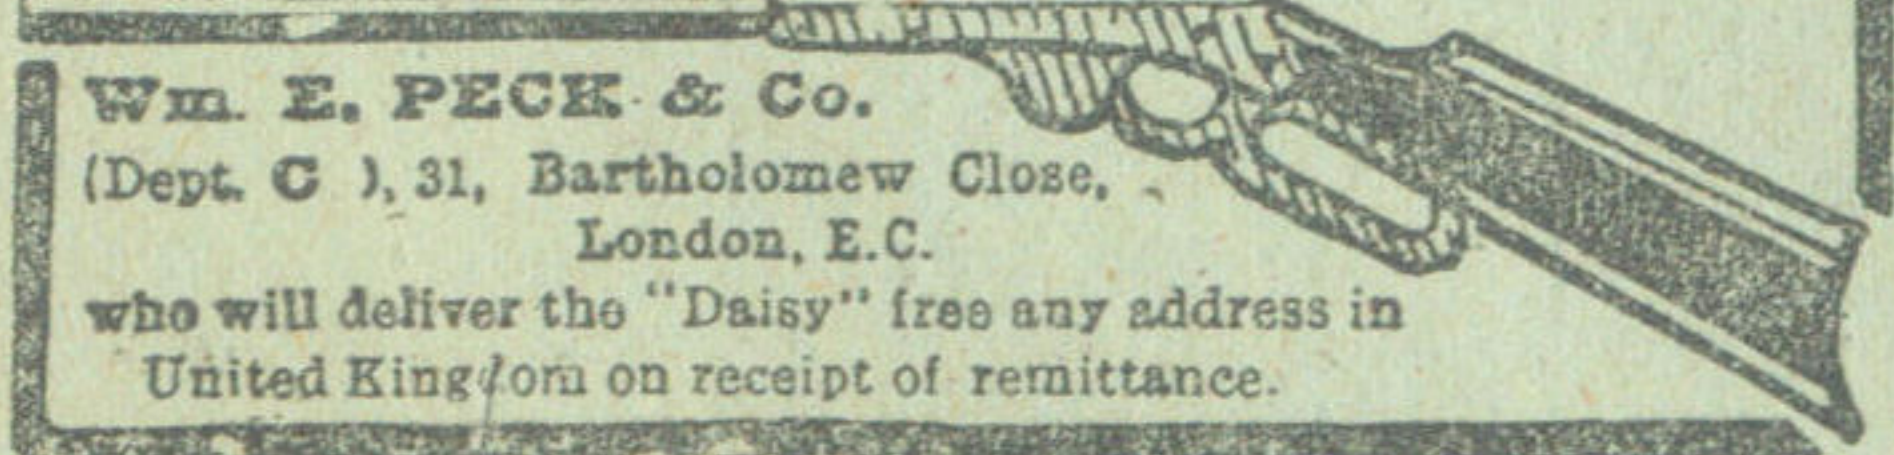 Wm. E. PECK & Co.
(Dept. C ), 31, Bartholomew Close,
London, E.C.
who will deliver the "Daisy" free any address in
United Kingdom on receipt of remittance.